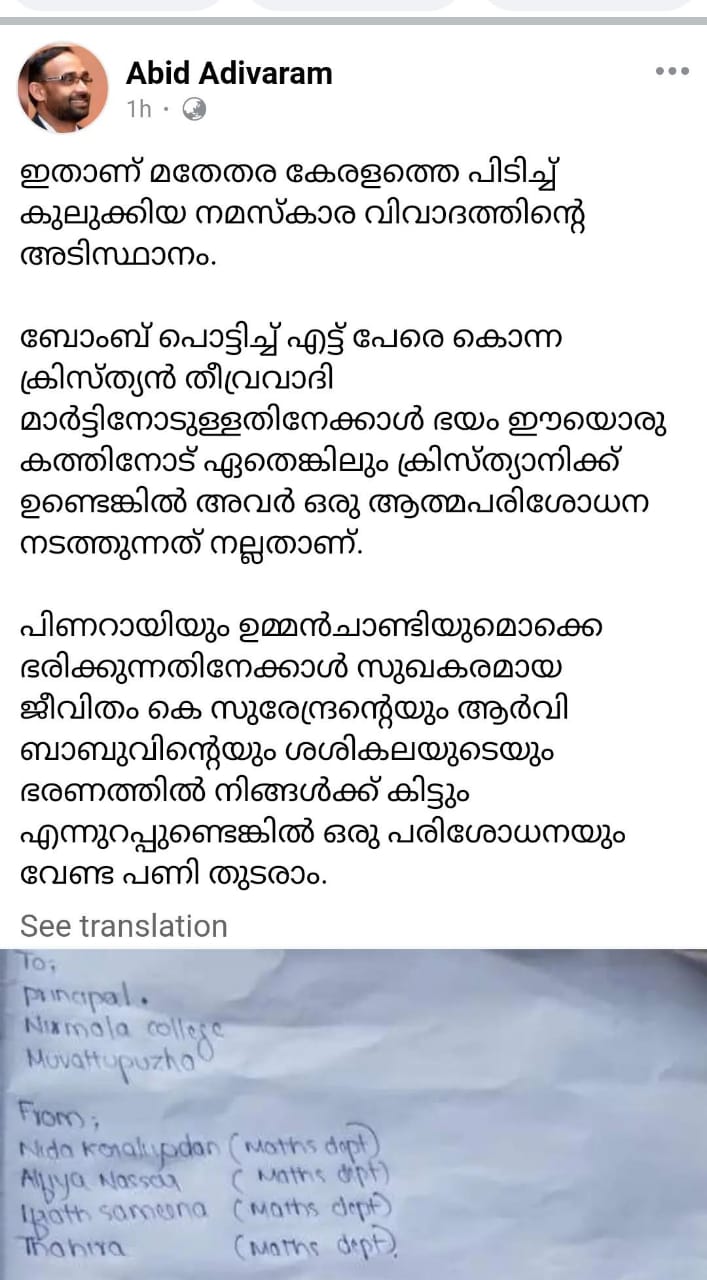 Abid Adivaram
1h ·
ഇതാണ് മതേതര കേരളത്തെ പിടിച്ച്
കുലുക്കിയ നമസ്കാര വിവാദത്തിന്റെ
അടിസ്ഥാനം.
ബോംബ് പൊട്ടിച്ച് എട്ട് പേരെ കൊന്ന
ക്രിസ്ത്യൻ തീവ്രവാദി
മാർട്ടിനോടുള്ളതിനേക്കാൾ ഭയം ഈയൊരു
കത്തിനോട് ഏതെങ്കിലും ക്രിസ്ത്യാനിക്ക്
ഉണ്ടെങ്കിൽ അവർ ഒരു ആത്മപരിശോധന
നടത്തുന്നത് നല്ലതാണ്.
പിണറായിയും ഉമ്മൻചാണ്ടിയുമൊക്കെ
ഭരിക്കുന്നതിനേക്കാൾ സുഖകരമായ
ജീവിതം കെ സുരേന്ദ്രന്റെയും ആർവി
ബാബുവിന്റെയും ശശികലയുടെയും
ഭരണത്തിൽ നിങ്ങൾക്ക് കിട്ടും
എന്നുറപ്പുണ്ടെങ്കിൽ ഒരു പരിശോധനയും
വേണ്ട പണി തുടരാം.
See translation
To;
principal.
Nirmala college
Muvattupuzha
From;
Nida (Maths dept)
Nassar (Maths dept)
sameena (Maths dept)
Thahira (Maths dept).